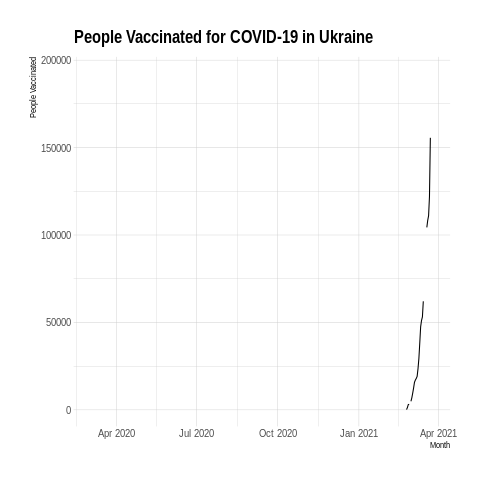 People Vaccinated for COVID-19 in Ukraine
People Vaccinated
200000
150000
100000
50000
0
Apr 2020
Jul 2020
Oct 2020
Jan 2021
Apr 2021
Month